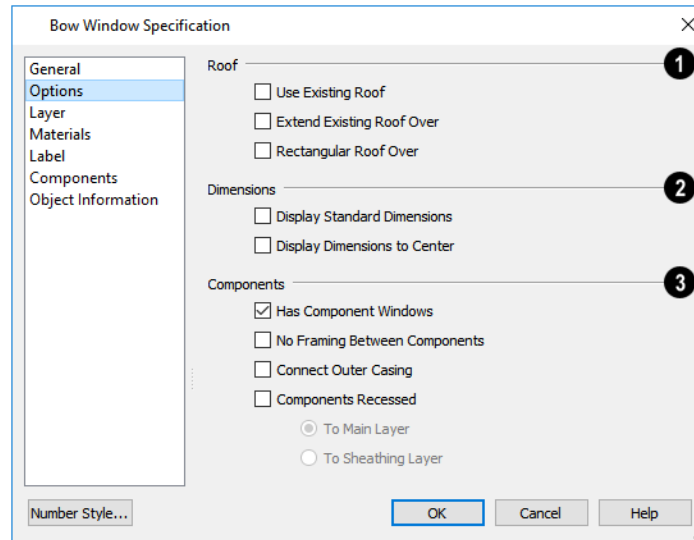 Bow Window Specification
General
Options
Layer
Materials
Label
Components
Object Information
Roof
1
Use Existing Roof
Extend Existing Roof Over
Rectangular Roof Over
Dimensions
2
Display Standard Dimensions
Display Dimensions to Center
Components
3
Has Component Windows
No Framing Between Components
Connect Outer Casing
Components Recessed
To Main Layer
To Sheathing Layer
Number Style...
OK
Cancel
Help